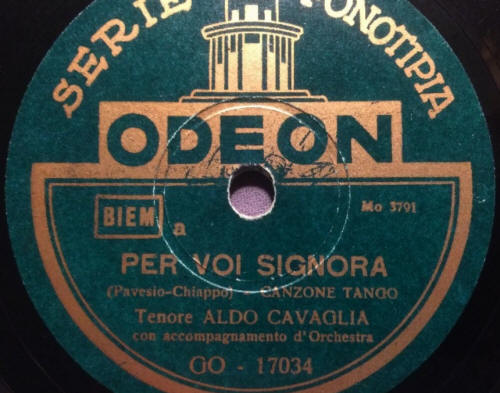 SERIE FONOTIPIA
ODEON
BIEM a Mo 3791
PER VOI SIGNORA
(Pavesio-Chiappo) - CANZONE TANGO
Tenore ALDO CAVAGLIA
con accompagnamento d'Orchestra
GO - 17034